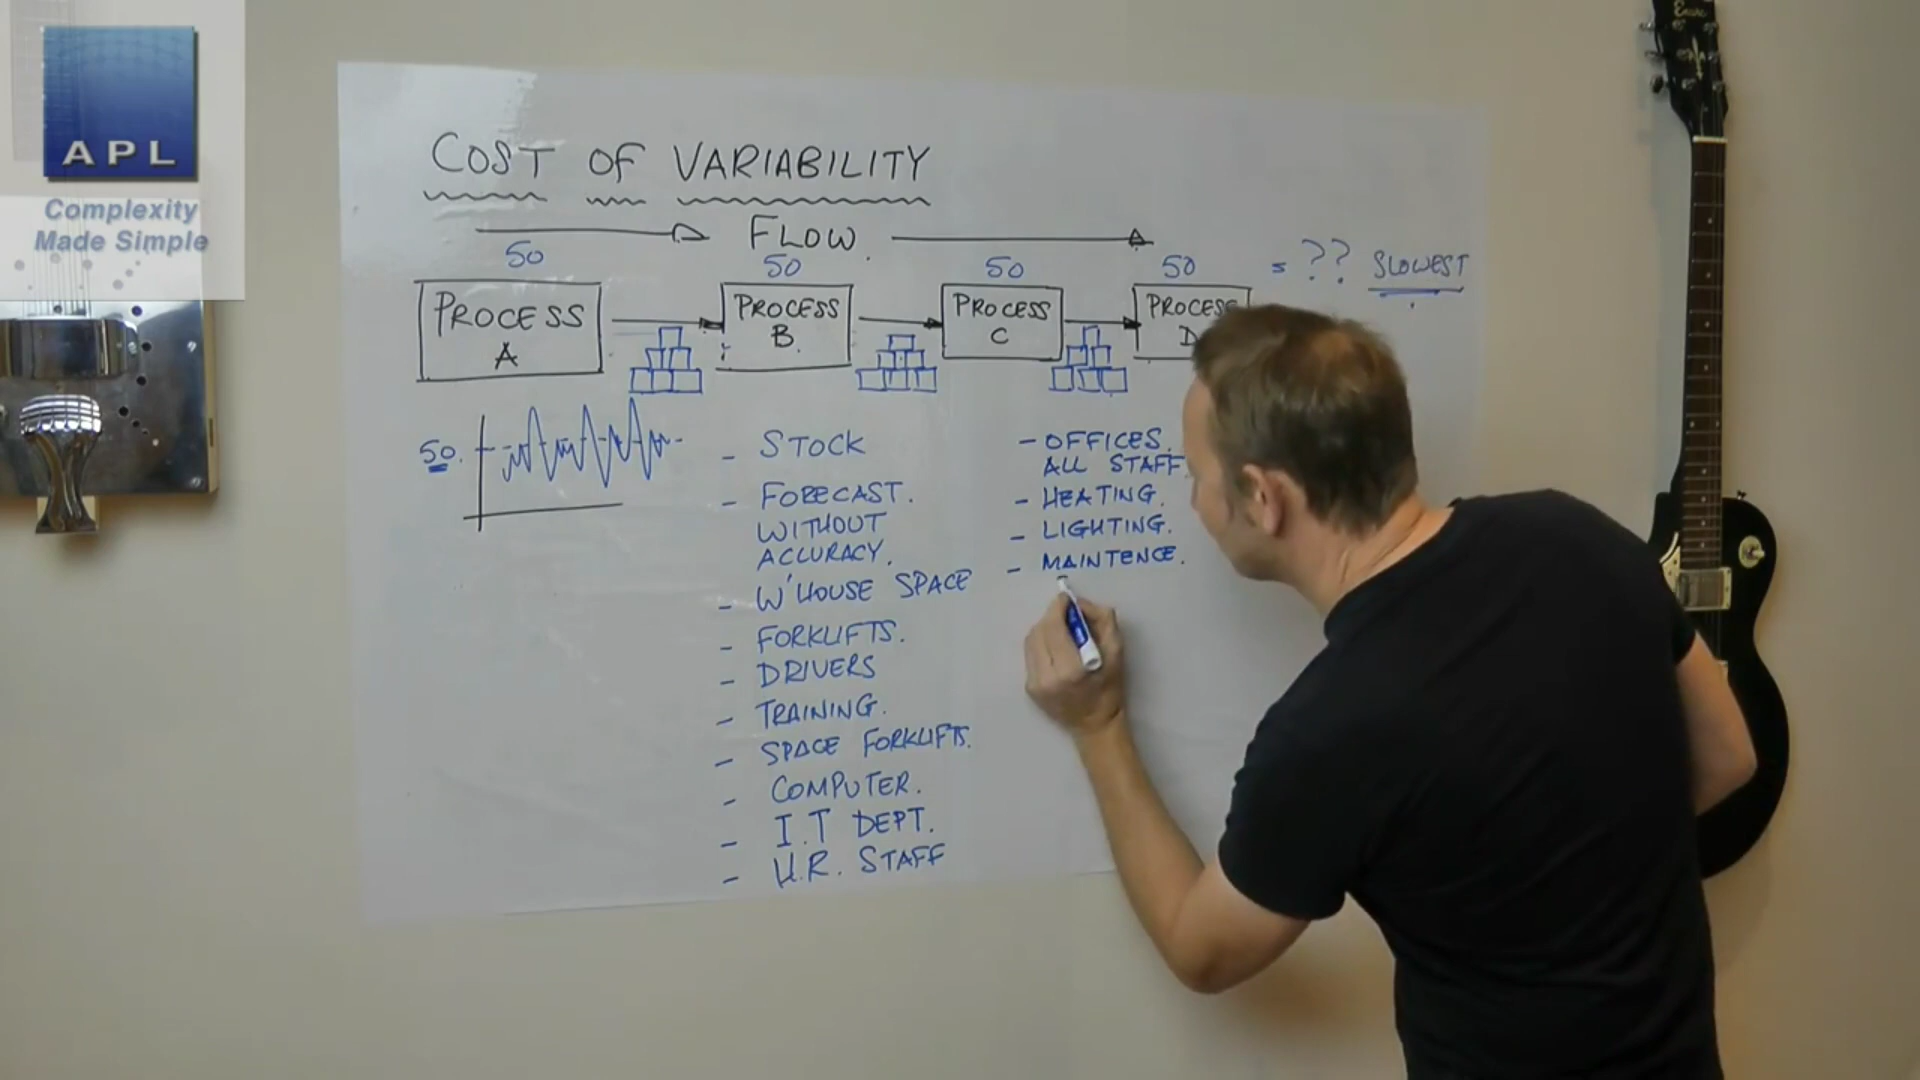 APL
Complexity
Made Simple
COST OF VARIABILITY
FLOW.
50 50 50 50 = ?? SLOWEST
PROCESS
A
PROCESS
B.
PROCESS
C
PROCESS
D
50.
- STOCK
- FORECAST.
WITHOUT
ACCURACY.
- W'HOUSE SPACE
- FORKLIFTS.
- DRIVERS
- TRAINING.
- SPACE FORKLIFTS.
- COMPUTER.
- I.T DEPT.
- H.R. STAFF
- OFFICES.
ALL STAFF
- HEATING.
- LIGHTING.
- MAINTENCE.